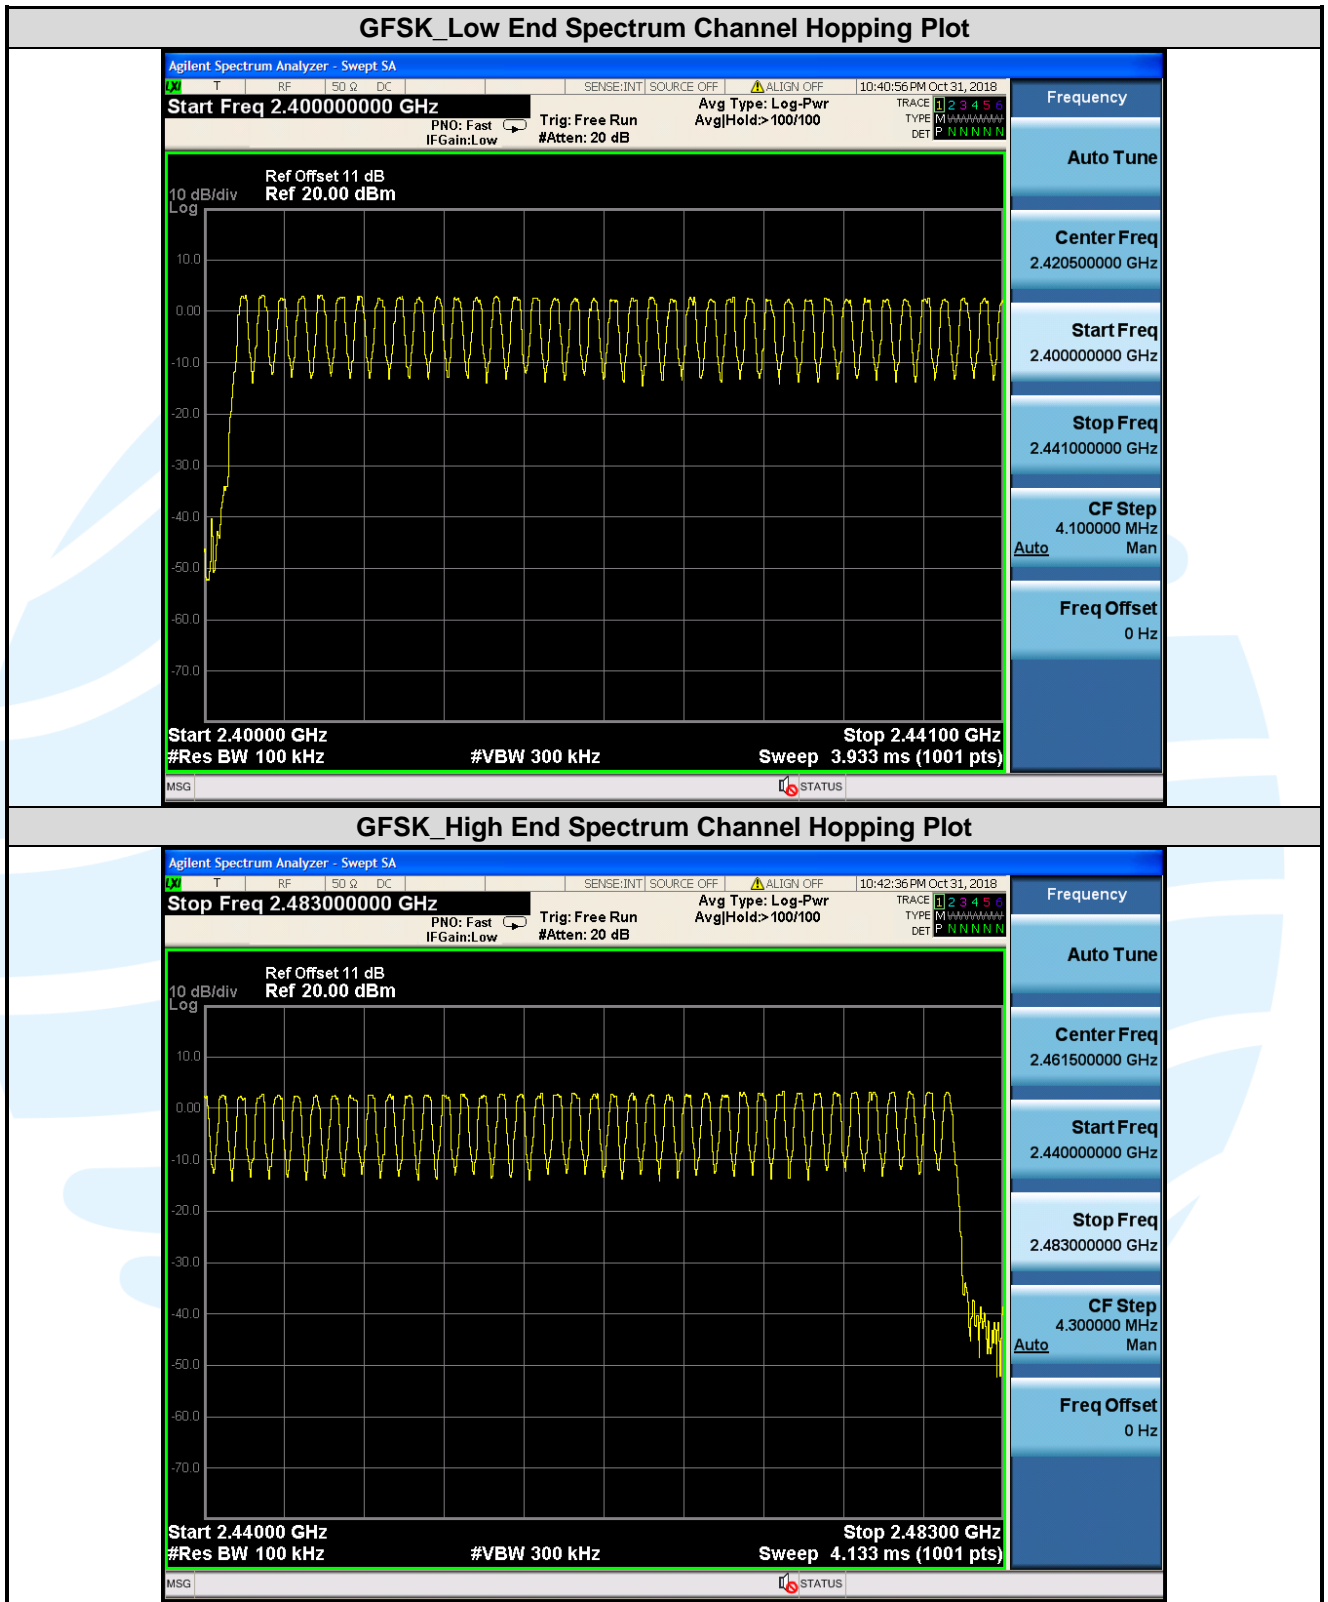 GFSK_Low End Spectrum Channel Hopping Plot
Agilent Spectrum Analyzer - Swept SA
LXI T RF 50 Ω DC SENSE:INT SOURCE OFF ALIGN OFF 10:40:56 PM Oct 31, 2018
Start Freq 2.400000000 GHz
PNO: Fast
IFGain:Low
Trig: Free Run
#Atten: 20 dB
Avg Type: Log-Pwr
Avg|Hold:>100/100
TRACE 1 2 3 4 5 6
TYPE M WWWWW
DET P N N N N N
Ref Offset 11 dB
10 dB/div Ref 20.00 dBm
Log
10.0
0.00
-10.0
-20.0
-30.0
-40.0
-50.0
-60.0
-70.0
Start 2.40000 GHz Stop 2.44100 GHz
#Res BW 100 kHz #VBW 300 kHz Sweep 3.933 ms (1001 pts)
MSG STATUS
Frequency
Auto Tune
Center Freq
2.420500000 GHz
Start Freq
2.400000000 GHz
Stop Freq
2.441000000 GHz
CF Step
4.100000 MHz
Auto Man
Freq Offset
0 Hz
GFSK_High End Spectrum Channel Hopping Plot
Agilent Spectrum Analyzer - Swept SA
LXI T RF 50 Ω DC SENSE:INT SOURCE OFF ALIGN OFF 10:42:36 PM Oct 31, 2018
Stop Freq 2.483000000 GHz
PNO: Fast
IFGain:Low
Trig: Free Run
#Atten: 20 dB
Avg Type: Log-Pwr
Avg|Hold:>100/100
TRACE 1 2 3 4 5 6
TYPE M WWWWW
DET P N N N N N
Ref Offset 11 dB
10 dB/div Ref 20.00 dBm
Log
10.0
0.00
-10.0
-20.0
-30.0
-40.0
-50.0
-60.0
-70.0
Start 2.44000 GHz Stop 2.48300 GHz
#Res BW 100 kHz #VBW 300 kHz Sweep 4.133 ms (1001 pts)
MSG STATUS
Frequency
Auto Tune
Center Freq
2.461500000 GHz
Start Freq
2.440000000 GHz
Stop Freq
2.483000000 GHz
CF Step
4.300000 MHz
Auto Man
Freq Offset
0 Hz